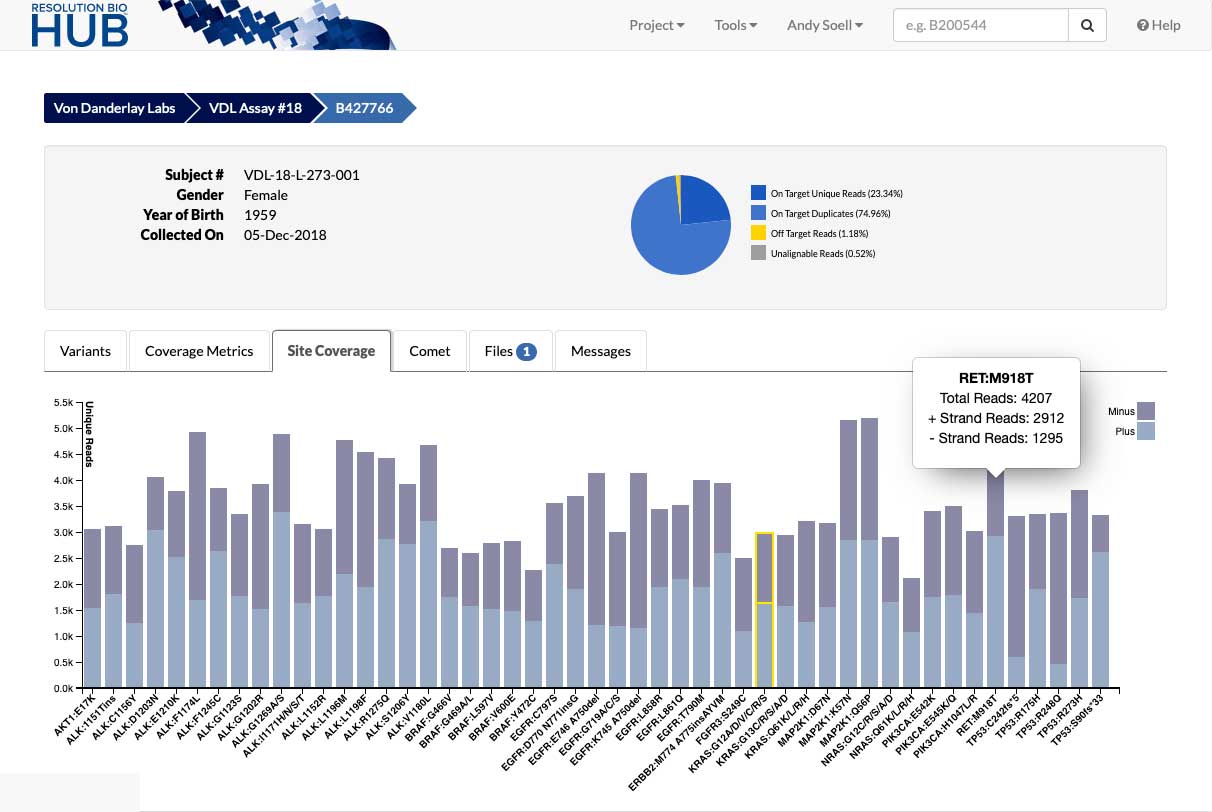 RESOLUTION BIO
HUB
Project Tools Andy Soell e.g. B200544 Help
Von Danderlay Labs VDL Assay #18 B427766
Subject # VDL-18-L-273-001
Gender Female
Year of Birth 1959
Collected On 05-Dec-2018
On Target Unique Reads (23.34%)
On Target Duplicates (74.96%)
Off Target Reads (1.18%)
Unalignable Reads (0.52%)
Variants Coverage Metrics Site Coverage Comet Files 1 Messages
RET:M918T
Total Reads: 4207
+ Strand Reads: 2912
- Strand Reads: 1295
Minus
Plus
Unique Reads
5.5k
5.0k
4.5k
4.0k
3.5k
3.0k
2.5k
2.0k
1.5k
1.0k
0.5k
0.0k
AKT1:E17K
ALK:1151Tins
ALK:C1156Y
ALK:D1203N
ALK:E1210K
ALK:F1174L
ALK:F1245C
ALK:G1123S
ALK:G1202R
ALK:G1269A/S
ALK:I1171H/N/S/T
ALK:L1152R
ALK:L1196M
ALK:L1198F
ALK:R1275Q
ALK:S1206Y
ALK:V1180L
BRAF:G466V
BRAF:G469A/L
BRAF:L597V
BRAF:V600E
BRAF:Y472C
EGFR:C797S
EGFR:D770 N771insG
EGFR:E746 A750del
EGFR:G719A/C/S
EGFR:K745 A750del
EGFR:L858R
EGFR:L861Q
EGFR:T790M
ERBB2:M774 A775insAYVM
FGFR3:S249C
KRAS:G12A/D/V/C/R/S
KRAS:G13C/R/S/A/D
KRAS:Q61K/L/R/H
MAP2K1:D67N
MAP2K1:K57N
MAP2K1:Q56P
NRAS:G12C/R/S/A/D
NRAS:Q61K/L/R/H
PIK3CA:E542K
PIK3CA:E545K/Q
PIK3CA:H1047L/R
RET:M918T
TP53:C242fs*5
TP53:R175H
TP53:R248Q
TP53:R273H
TP53:S90fs*33